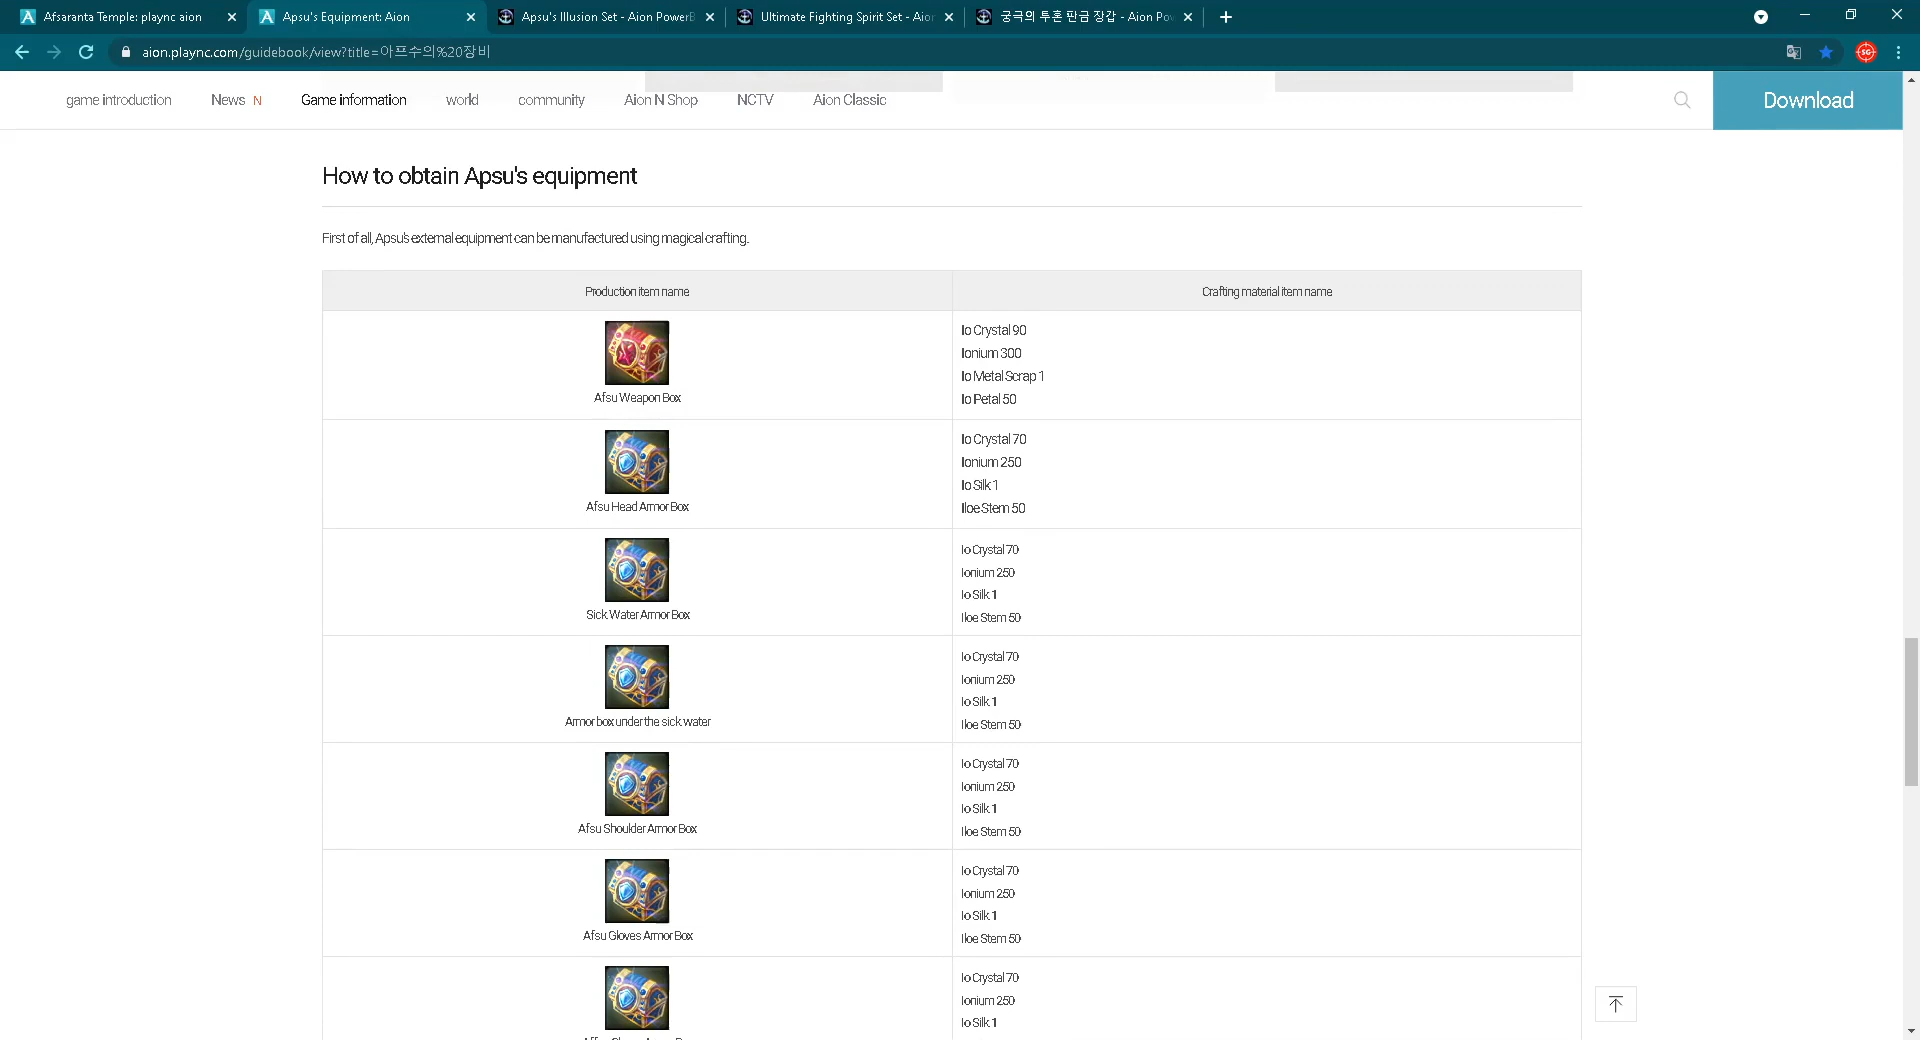 Afsaranta Temple: plaync aion
Apsu's Equipment: Aion
Apsu's Illusion Set - Aion PowerB
Ultimate Fighting Spirit Set - Aion
궁극의 투혼 판금 장갑 - Aion Pow
aion.plaync.com/guidebook/view?title=아프수의%20장비
game introduction
News N
Game information
world
community
Aion N Shop
NCTV
Aion Classic
Download
How to obtain Apsu's equipment
First of all, Apsu's external equipment can be manufactured using magical crafting.
Production item name
Crafting material item name
Afsu Weapon Box
Io Crystal 90
Ionium 300
Io Metal Scrap 1
Io Petal 50
Afsu Head Armor Box
Io Crystal 70
Ionium 250
Io Silk 1
Iloe Stem 50
Sick Water Armor Box
Io Crystal 70
Ionium 250
Io Silk 1
Iloe Stem 50
Armor box under the sick water
Io Crystal 70
Ionium 250
Io Silk 1
Iloe Stem 50
Afsu Shoulder Armor Box
Io Crystal 70
Ionium 250
Io Silk 1
Iloe Stem 50
Afsu Gloves Armor Box
Io Crystal 70
Ionium 250
Io Silk 1
Iloe Stem 50
Io Crystal 70
Ionium 250
Io Silk 1